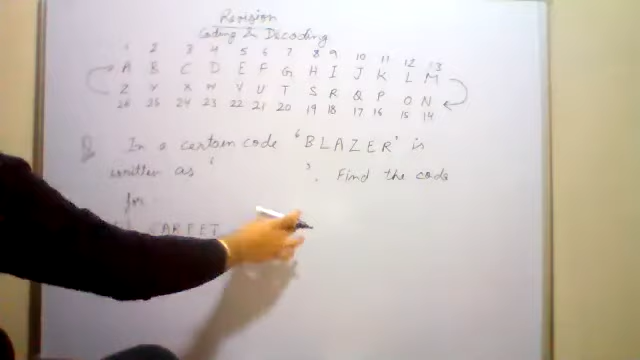 Revision
Coding & Decoding
1 2 3 4 5 6 7 8 9 10 11 12 13
A B C D E F G H I J K L M
Z Y X W V U T S R Q P O N
26 25 24 23 22 21 20 19 18 17 16 15 14
Q In a certain code ' BLAZER ' is
written as ' '. Find the code
for